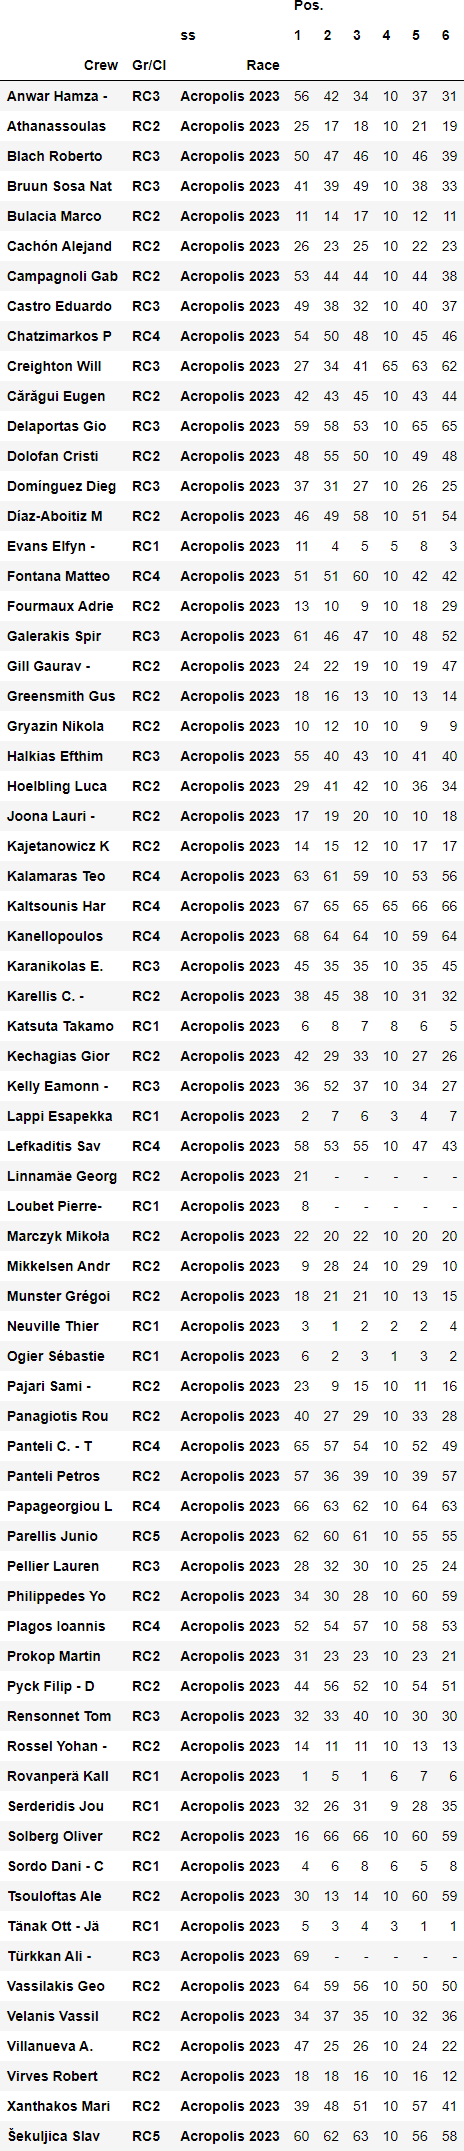 Pos.
ss 1 2 3 4 5 6
Crew Gr/Cl Race
Anwar Hamza - RC3 Acropolis 2023 56 42 34 10 37 31
Athanassoulas RC2 Acropolis 2023 25 17 18 10 21 19
Blach Roberto RC3 Acropolis 2023 50 47 46 10 46 39
Bruun Sosa Nat RC3 Acropolis 2023 41 39 49 10 38 33
Bulacia Marco RC2 Acropolis 2023 11 14 17 10 12 11
Cachón Alejand RC2 Acropolis 2023 26 23 25 10 22 23
Campagnoli Gab RC2 Acropolis 2023 53 44 44 10 44 38
Castro Eduardo RC3 Acropolis 2023 49 38 32 10 40 37
Chatzimarkos P RC4 Acropolis 2023 54 50 48 10 45 46
Creighton Will RC3 Acropolis 2023 27 34 41 65 63 62
Cărăgui Eugen RC2 Acropolis 2023 42 43 45 10 43 44
Delaportas Gio RC3 Acropolis 2023 59 58 53 10 65 65
Dolofan Cristi RC2 Acropolis 2023 48 55 50 10 49 48
Domínguez Dieg RC3 Acropolis 2023 37 31 27 10 26 25
Díaz-Aboitiz M RC2 Acropolis 2023 46 49 58 10 51 54
Evans Elfyn - RC1 Acropolis 2023 11 4 5 5 8 3
Fontana Matteo RC4 Acropolis 2023 51 51 60 10 42 42
Fourmaux Adrie RC2 Acropolis 2023 13 10 9 10 18 29
Galerakis Spir RC3 Acropolis 2023 61 46 47 10 48 52
Gill Gaurav - RC2 Acropolis 2023 24 22 19 10 19 47
Greensmith Gus RC2 Acropolis 2023 18 16 13 10 13 14
Gryazin Nikola RC2 Acropolis 2023 10 12 10 10 9 9
Halkias Efthim RC3 Acropolis 2023 55 40 43 10 41 40
Hoelbling Luca RC2 Acropolis 2023 29 41 42 10 36 34
Joona Lauri - RC2 Acropolis 2023 17 19 20 10 10 18
Kajetanowicz K RC2 Acropolis 2023 14 15 12 10 17 17
Kalamaras Teo RC4 Acropolis 2023 63 61 59 10 53 56
Kaltsounis Har RC4 Acropolis 2023 67 65 65 65 66 66
Kanellopoulos RC4 Acropolis 2023 68 64 64 10 59 64
Karanikolas E. RC3 Acropolis 2023 45 35 35 10 35 45
Karellis C. - RC2 Acropolis 2023 38 45 38 10 31 32
Katsuta Takamo RC1 Acropolis 2023 6 8 7 8 6 5
Kechagias Gior RC2 Acropolis 2023 42 29 33 10 27 26
Kelly Eamonn - RC3 Acropolis 2023 36 52 37 10 34 27
Lappi Esapekka RC1 Acropolis 2023 2 7 6 3 4 7
Lefkaditis Sav RC4 Acropolis 2023 58 53 55 10 47 43
Linnamäe Georg RC2 Acropolis 2023 21 - - - - -
Loubet Pierre- RC1 Acropolis 2023 8 - - - - -
Marczyk Mikoła RC2 Acropolis 2023 22 20 22 10 20 20
Mikkelsen Andr RC2 Acropolis 2023 9 28 24 10 29 10
Munster Grégoi RC2 Acropolis 2023 18 21 21 10 13 15
Neuville Thier RC1 Acropolis 2023 3 1 2 2 2 4
Ogier Sébastie RC1 Acropolis 2023 6 2 3 1 3 2
Pajari Sami - RC2 Acropolis 2023 23 9 15 10 11 16
Panagiotis Rou RC2 Acropolis 2023 40 27 29 10 33 28
Panteli C. - T RC4 Acropolis 2023 65 57 54 10 52 49
Panteli Petros RC2 Acropolis 2023 57 36 39 10 39 57
Papageorgiou L RC4 Acropolis 2023 66 63 62 10 64 63
Parellis Junio RC5 Acropolis 2023 62 60 61 10 55 55
Pellier Lauren RC3 Acropolis 2023 28 32 30 10 25 24
Philippedes Yo RC2 Acropolis 2023 34 30 28 10 60 59
Plagos Ioannis RC4 Acropolis 2023 52 54 57 10 58 53
Prokop Martin RC2 Acropolis 2023 31 23 23 10 23 21
Pyck Filip - D RC2 Acropolis 2023 44 56 52 10 54 51
Rensonnet Tom RC3 Acropolis 2023 32 33 40 10 30 30
Rossel Yohan - RC2 Acropolis 2023 14 11 11 10 13 13
Rovanperä Kall RC1 Acropolis 2023 1 5 1 6 7 6
Serderidis Jou RC1 Acropolis 2023 32 26 31 9 28 35
Solberg Oliver RC2 Acropolis 2023 16 66 66 10 60 59
Sordo Dani - C RC1 Acropolis 2023 4 6 8 6 5 8
Tsouloftas Ale RC2 Acropolis 2023 30 13 14 10 60 59
Tänak Ott - Jä RC1 Acropolis 2023 5 3 4 3 1 1
Türkkan Ali - RC3 Acropolis 2023 69 - - - - -
Vassilakis Geo RC2 Acropolis 2023 64 59 56 10 50 50
Velanis Vassil RC2 Acropolis 2023 34 37 35 10 32 36
Villanueva A. RC2 Acropolis 2023 47 25 26 10 24 22
Virves Robert RC2 Acropolis 2023 18 18 16 10 16 12
Xanthakos Mari RC2 Acropolis 2023 39 48 51 10 57 41
Šekuljica Slav RC5 Acropolis 2023 60 62 63 10 56 58